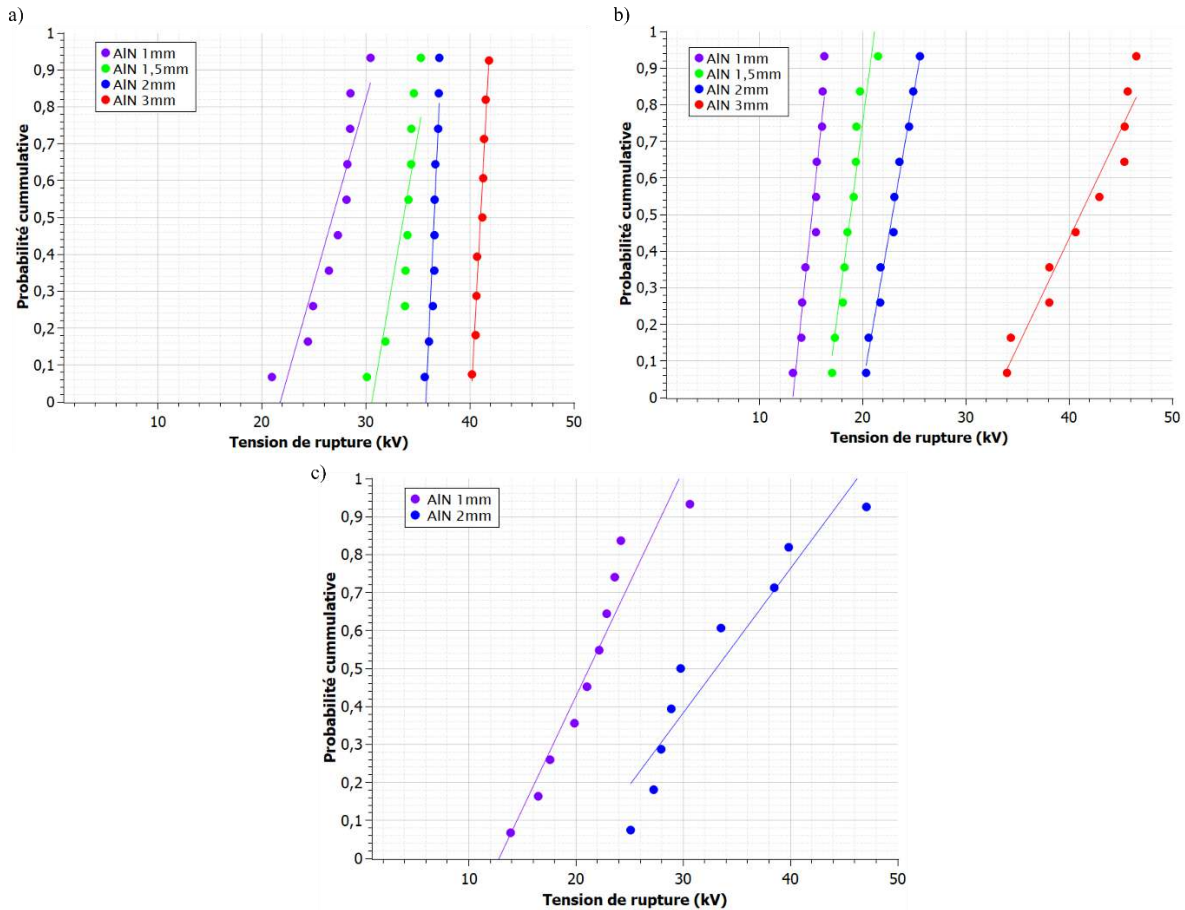 a)
AlN 1mm
AlN 1,5mm
AlN 2mm
AlN 3mm
Probabilité cummulative
1
0,9
0,8
0,7
0,6
0,5
0,4
0,3
0,2
0,1
0
10
20
30
40
50
Tension de rupture (kV)
b)
AlN 1mm
AlN 1,5mm
AlN 2mm
AlN 3mm
Probabilité cummulative
1
0,9
0,8
0,7
0,6
0,5
0,4
0,3
0,2
0,1
0
10
20
30
40
50
Tension de rupture (kV)
c)
AlN 1mm
AlN 2mm
Probabilité cummulative
1
0,9
0,8
0,7
0,6
0,5
0,4
0,3
0,2
0,1
0
10
20
30
40
50
Tension de rupture (kV)